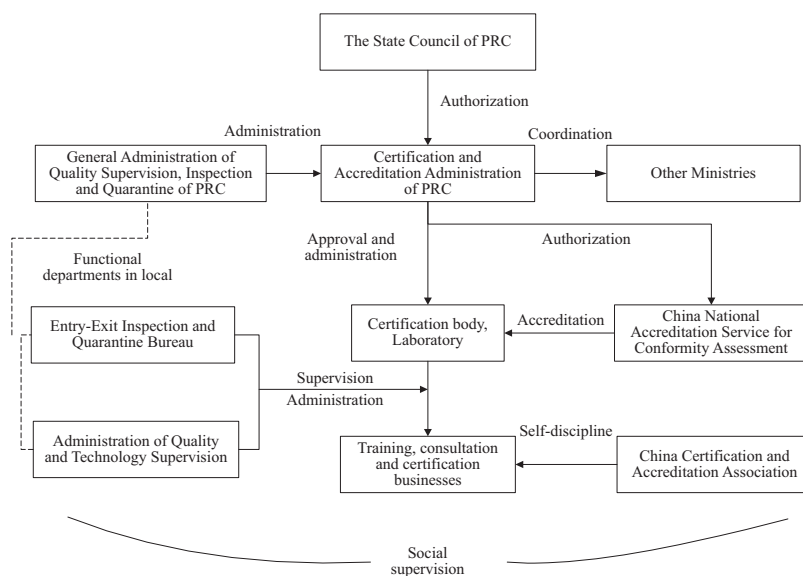 The State Council of PRC
Authorization
Administration
Coordination
General Administration of
Quality Supervision, Inspection
and Quarantine of PRC
Certification and
Accreditation Administration
of PRC
Other Ministries
Approval and
administration
Authorization
Functional
departments in local
Entry-Exit Inspection and
Quarantine Bureau
Certification body,
Laboratory
Accreditation
China National
Accreditation Service for
Conformity Assessment
Supervision
Administration
Administration of Quality
and Technology Supervision
Training, consultation
and certification
businesses
Self-discipline
China Certification and
Accreditation Association
Social
supervision